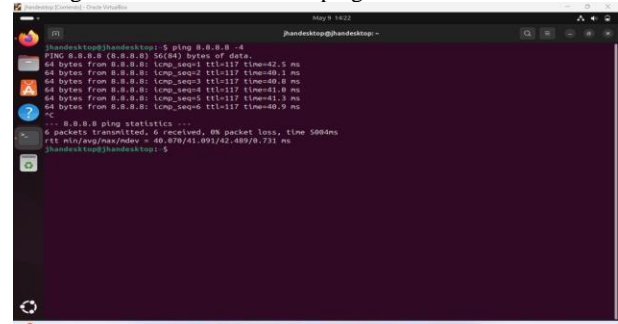 jhandesktop [Corriendo] - Oracle VirtualBox
May 9 14:22
jhandesktop@jhandesktop: ~
jhandesktop@jhandesktop:~$ ping 8.8.8.8 -4
PING 8.8.8.8 (8.8.8.8) 56(84) bytes of data.
64 bytes from 8.8.8.8: icmp_seq=1 ttl=117 time=42.5 ms
64 bytes from 8.8.8.8: icmp_seq=2 ttl=117 time=40.1 ms
64 bytes from 8.8.8.8: icmp_seq=3 ttl=117 time=40.8 ms
64 bytes from 8.8.8.8: icmp_seq=4 ttl=117 time=41.0 ms
64 bytes from 8.8.8.8: icmp_seq=5 ttl=117 time=41.3 ms
64 bytes from 8.8.8.8: icmp_seq=6 ttl=117 time=40.9 ms
^C
--- 8.8.8.8 ping statistics ---
6 packets transmitted, 6 received, 0% packet loss, time 5004ms
rtt min/avg/max/mdev = 40.070/41.091/42.489/0.731 ms
jhandesktop@jhandesktop:~$